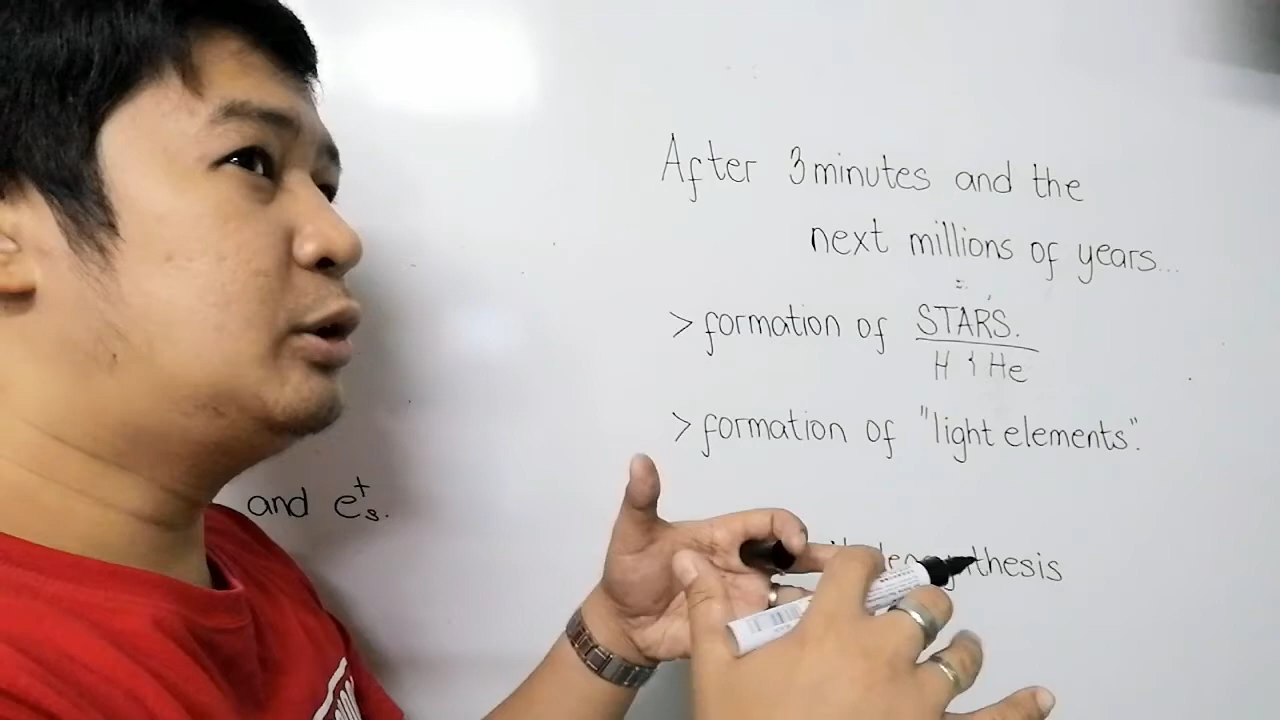 After 3 minutes and the
next millions of years...
> formation of STARS.
H & He
> formation of "light elements".
and e⁺s.